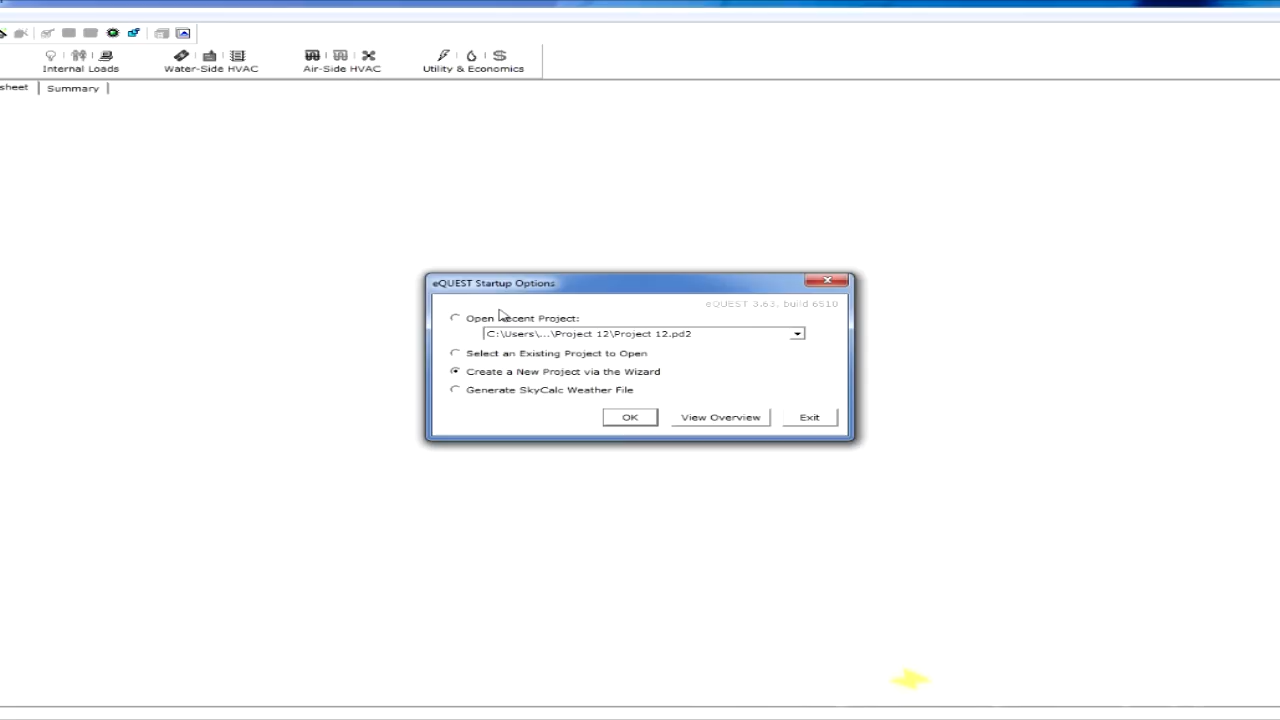 Internal Loads
Water-Side HVAC
Air-Side HVAC
Utility & Economics
sheet
Summary
eQUEST Startup Options
eQUEST 3.63, build 6510
Open Recent Project:
C:\Users\...\Project 12\Project 12.pd2
Select an Existing Project to Open
Create a New Project via the Wizard
Generate SkyCalc Weather File
OK
View Overview
Exit